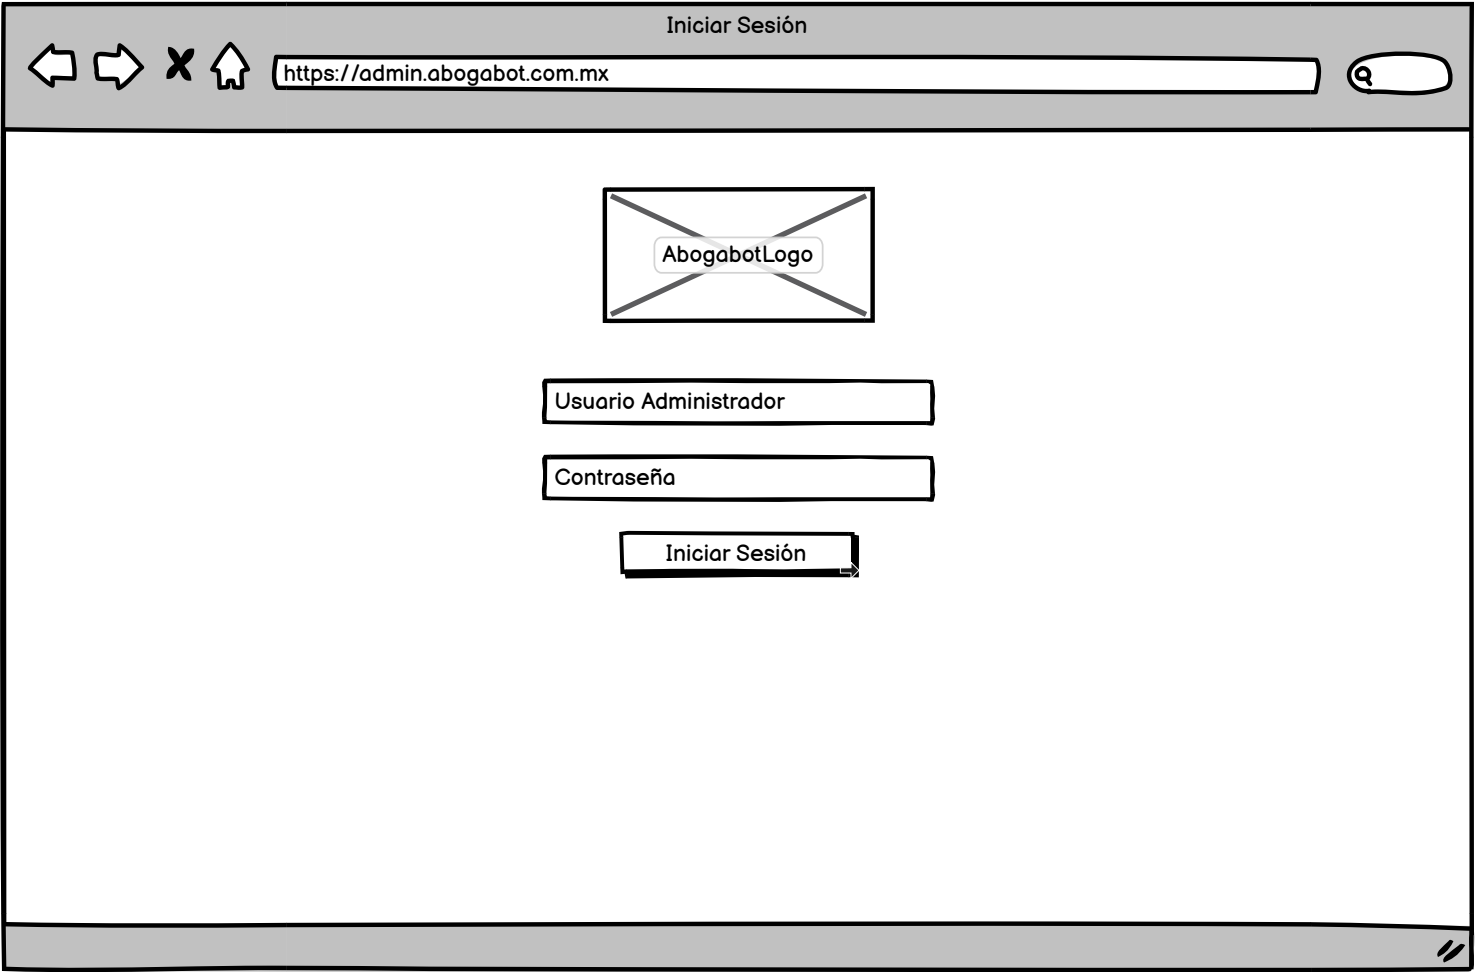 Iniciar Sesión
https://admin.abogabot.com.mx
AbogabotLogo
Usuario Administrador
Contraseña
Iniciar Sesión